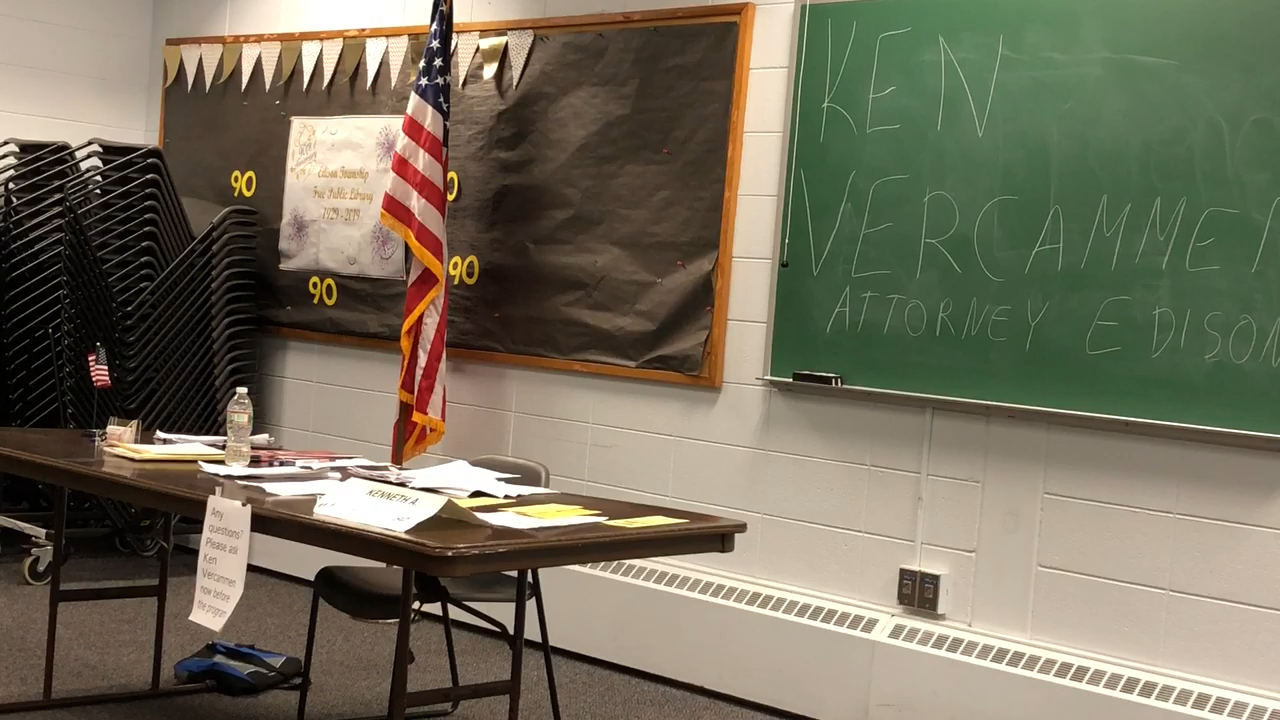 90
Edison Township
Free Public Library
1929-2019
90
90
KEN
VERCAMME
ATTORNEY EDISON
KENNETH A.
Any
questions?
Please ask
Ken
Vercammen
now before
the program